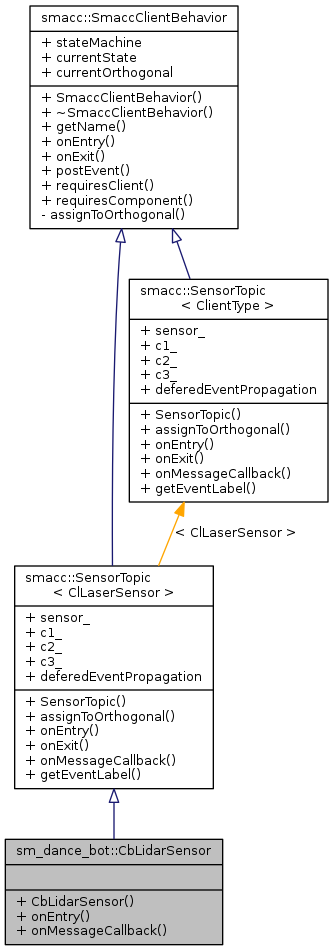 smacc::SmaccClientBehavior
+ stateMachine
+ currentState
+ currentOrthogonal
+ SmaccClientBehavior()
+ ~SmaccClientBehavior()
+ getName()
+ onEntry()
+ onExit()
+ postEvent()
+ requiresClient()
+ requiresComponent()
- assignToOrthogonal()
smacc::SensorTopic
< ClientType >
+ sensor_
+ c1_
+ c2_
+ c3_
+ deferedEventPropagation
+ SensorTopic()
+ assignToOrthogonal()
+ onEntry()
+ onExit()
+ onMessageCallback()
+ getEventLabel()
< ClLaserSensor >
smacc::SensorTopic
< ClLaserSensor >
+ sensor_
+ c1_
+ c2_
+ c3_
+ deferedEventPropagation
+ SensorTopic()
+ assignToOrthogonal()
+ onEntry()
+ onExit()
+ onMessageCallback()
+ getEventLabel()
sm_dance_bot::CbLidarSensor
+ CbLidarSensor()
+ onEntry()
+ onMessageCallback()